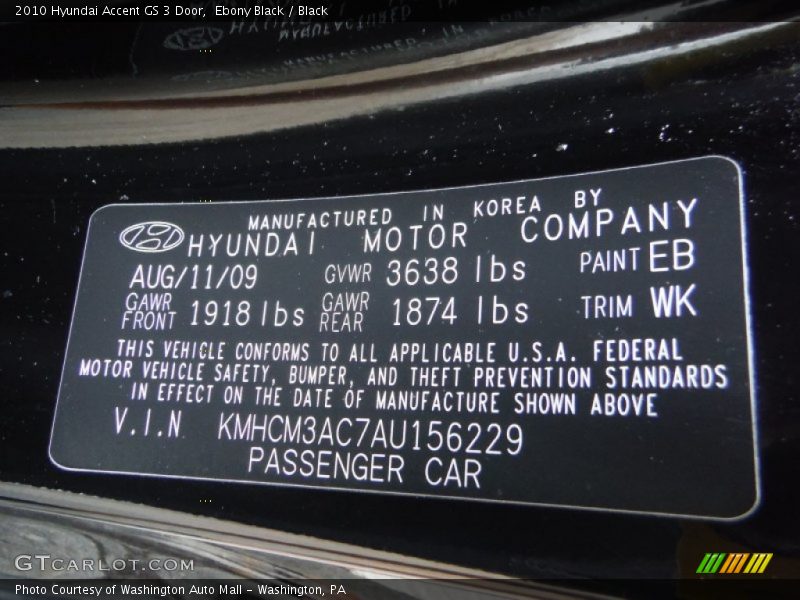 2010 Hyundai Accent GS 3 Door, Ebony Black / Black
MANUFACTURED IN KOREA BY
HYUNDAI MOTOR COMPANY
AUG/11/09 GVWR 3638 lbs PAINT EB
GAWR FRONT 1918 lbs GAWR REAR 1874 lbs TRIM WK
THIS VEHICLE CONFORMS TO ALL APPLICABLE U.S.A. FEDERAL
MOTOR VEHICLE SAFETY, BUMPER, AND THEFT PREVENTION STANDARDS
IN EFFECT ON THE DATE OF MANUFACTURE SHOWN ABOVE
V.I.N KMHCM3AC7AU156229
PASSENGER CAR
GTCARLOT.COM
Photo Courtesy of Washington Auto Mall - Washington, PA